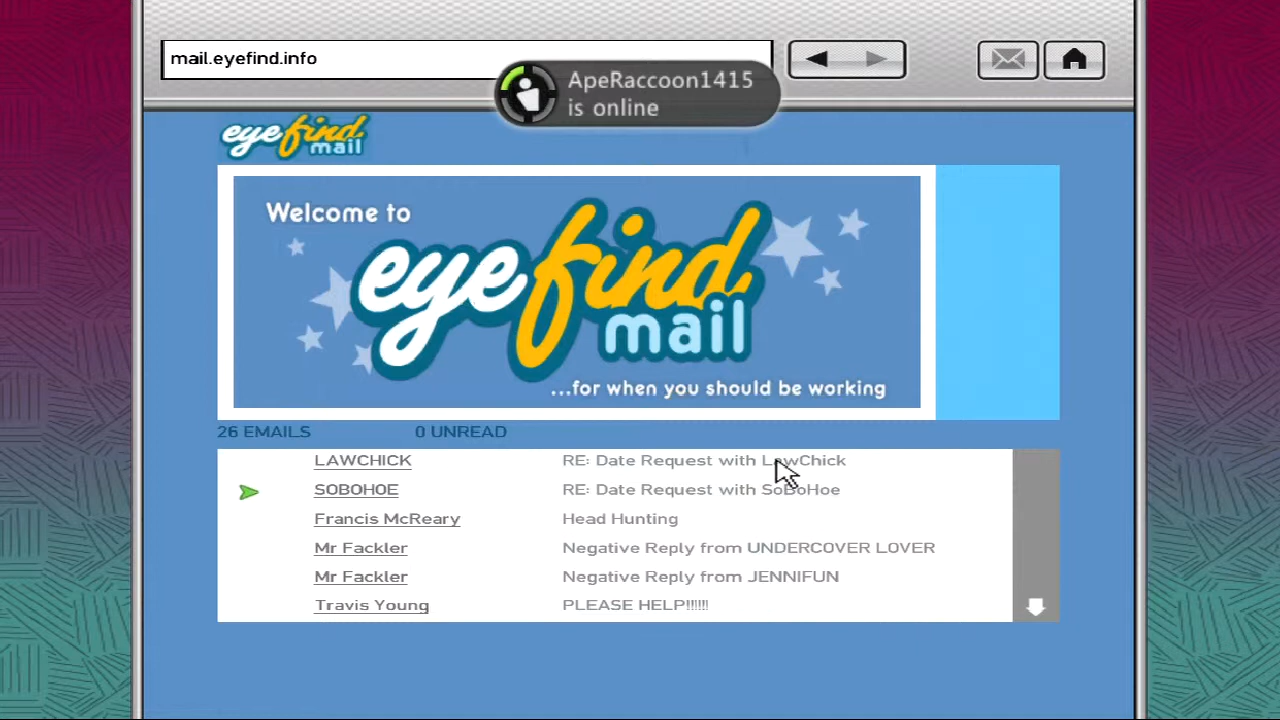 mail.eyefind.info
ApeRaccoon1415
is online
eyefind.
mail
Welcome to
eyefind.
mail
...for when you should be working
26 EMAILS 0 UNREAD
LAWCHICK RE: Date Request with LawChick
SOBOHOE RE: Date Request with SoBoHoe
Francis McReary Head Hunting
Mr Fackler Negative Reply from UNDERCOVER LOVER
Mr Fackler Negative Reply from JENNIFUN
Travis Young PLEASE HELP!!!!!!